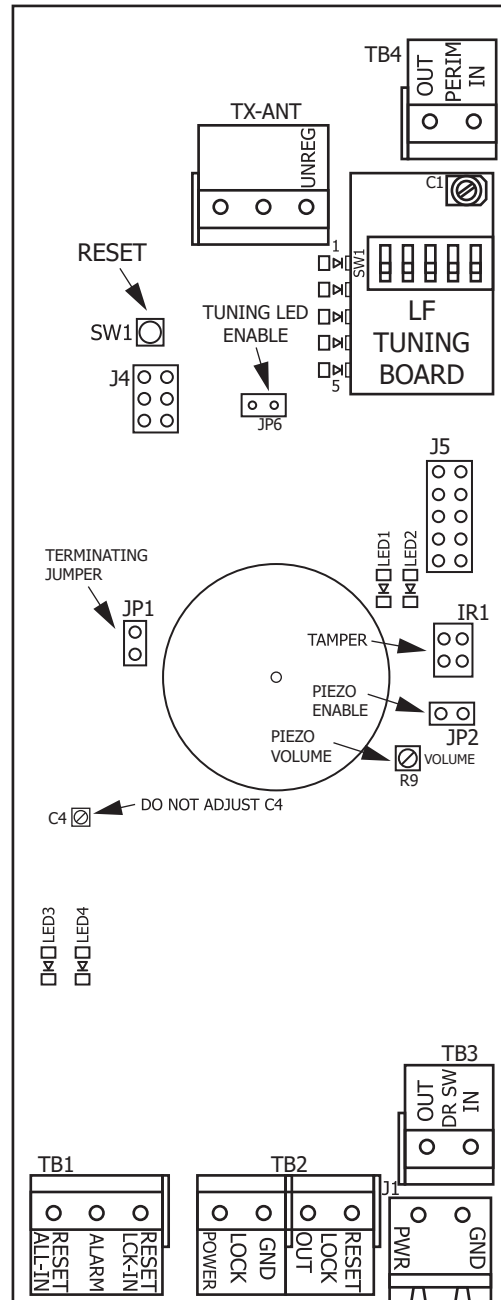 TB4
OUT
PERIM
IN
TX-ANT
UNREG
C1
SW1
1
5
LF
TUNING
BOARD
RESET
SW1
TUNING LED
ENABLE
JP6
J4
J5
LED1
LED2
TERMINATING
JUMPER
JP1
IR1
TAMPER
PIEZO
ENABLE
JP2
PIEZO
VOLUME
VOLUME
R9
C4
DO NOT ADJUST C4
LED3
LED4
TB3
OUT
DR SW
IN
TB1
RESET
ALL-IN
ALARM
RESET
LCK-IN
TB2
POWER
LOCK
GND
OUT
LOCK
RESET
J1
PWR
GND